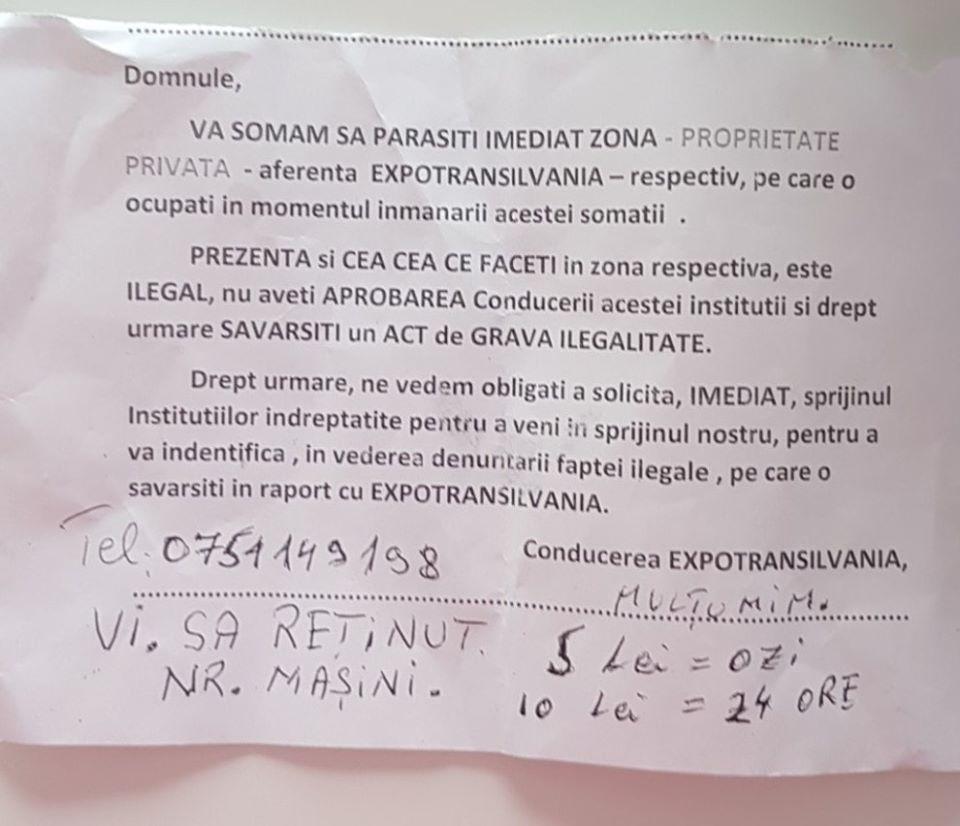 Domnule,
VA SOMAM SA PARASITI IMEDIAT ZONA - PROPRIETATE
PRIVATA - aferenta EXPOTRANSILVANIA – respectiv, pe care o
ocupati in momentul inmanarii acestei somatii .
PREZENTA si CEA CEA CE FACETI in zona respectiva, este
ILEGAL, nu aveti APROBAREA Conducerii acestei institutii si drept
urmare SAVARSITI un ACT de GRAVA ILEGALITATE.
Drept urmare, ne vedem obligati a solicita, IMEDIAT, sprijinul
Institutiilor indreptatite pentru a veni in sprijinul nostru, pentru a
va indentifica , in vederea denuntarii faptei ilegale , pe care o
savarsiti in raport cu EXPOTRANSILVANIA.
Tel. 0751149198
Conducerea EXPOTRANSILVANIA,
MULȚUMIM.
Vi. SA REȚINUT.
NR. MAȘINI.
5 Lei = OZi
10 Lei = 24 ORE